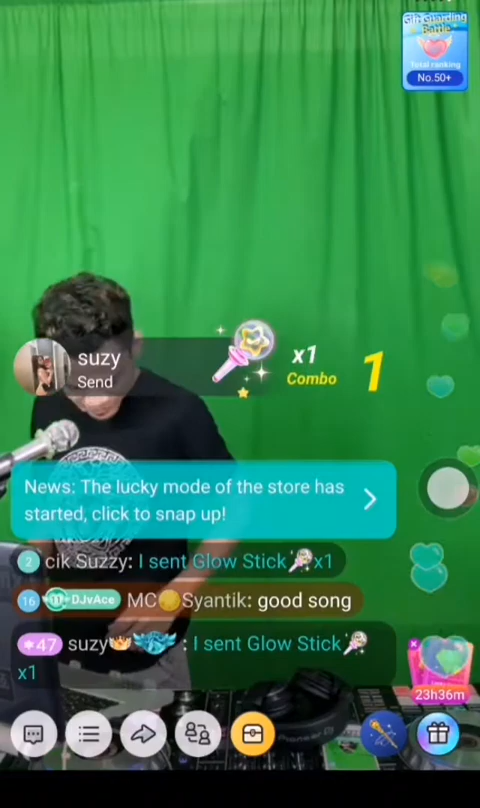 Gift Guarding
Battle
Total ranking
No.50+
suzy
Send
x1
Combo
1
News: The lucky mode of the store has
started, click to snap up!
2 cik Suzzy: I sent Glow Stick x1
16 DJvAce MC Syantik: good song
47 suzy : I sent Glow Stick
x1
23h36m